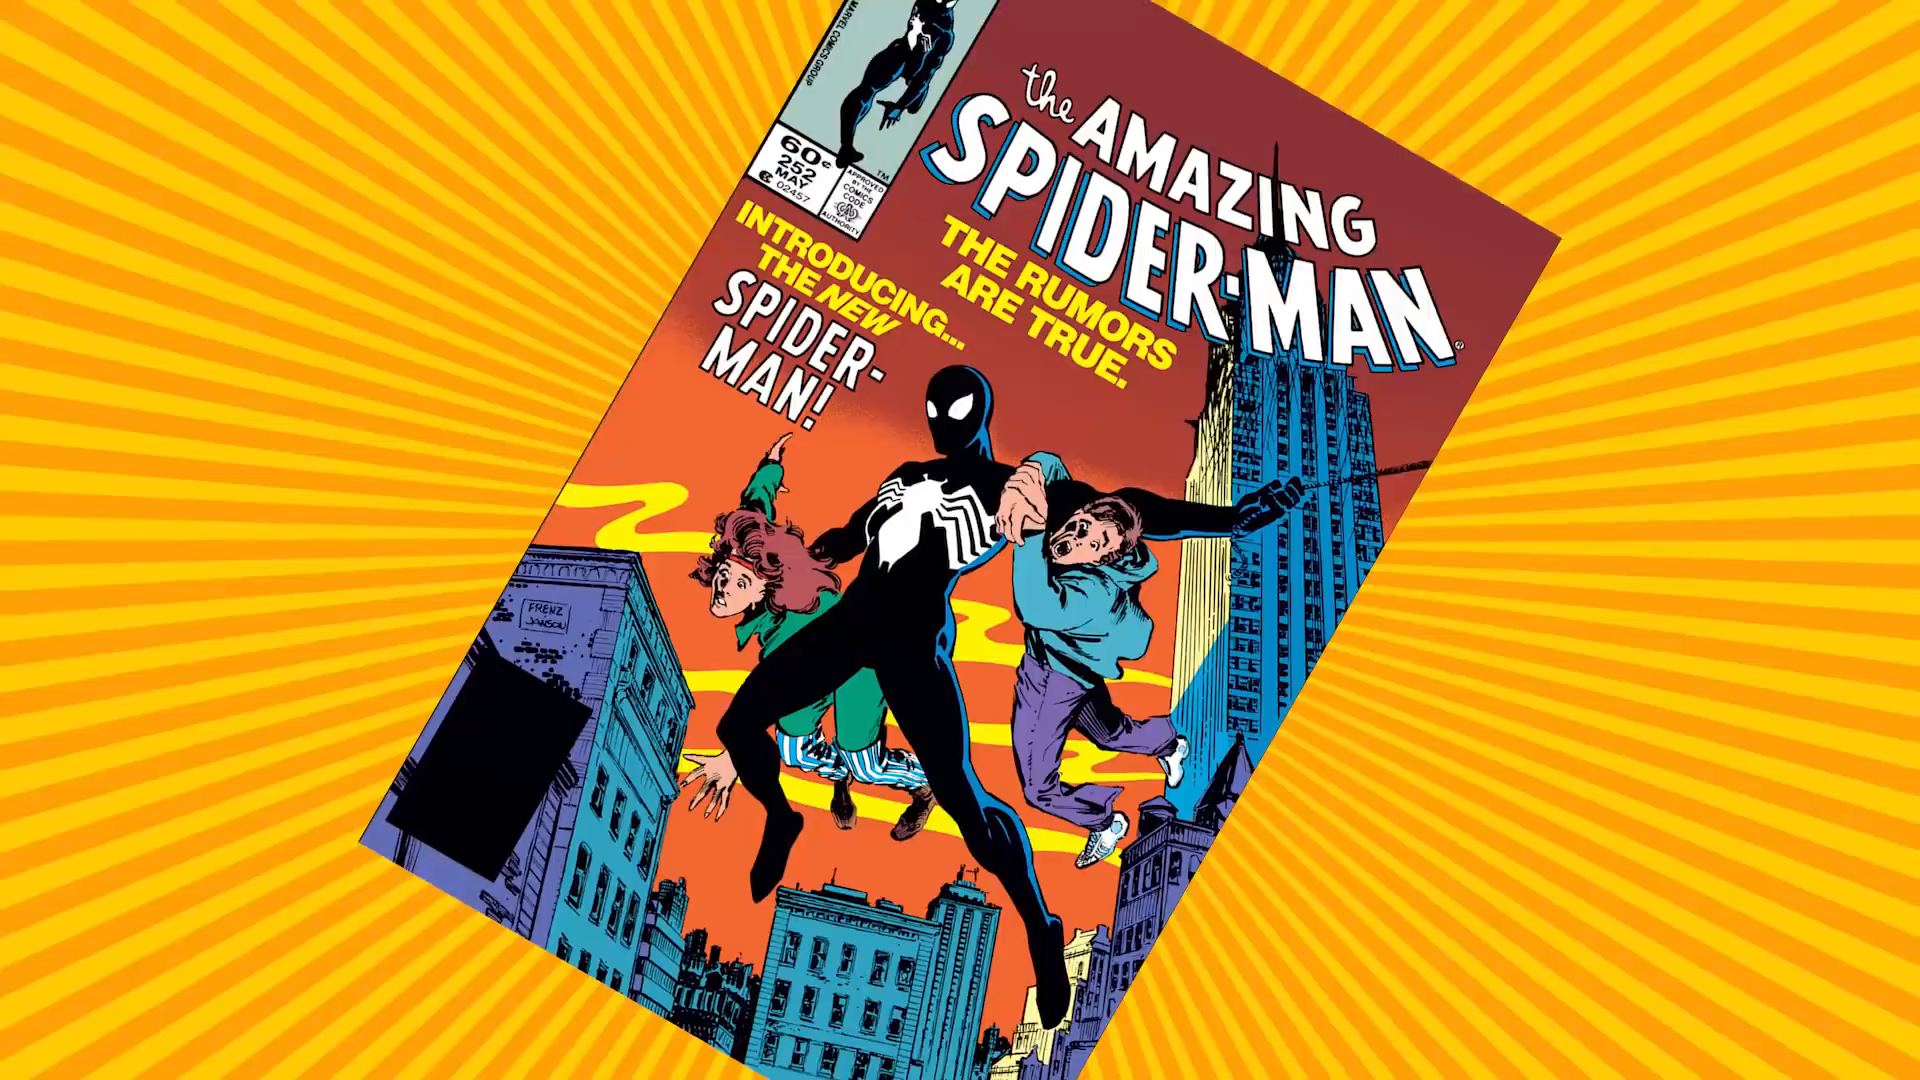 MARVEL COMICS GROUP
60¢
252
MAY
02457
TM
APPROVED
BY THE
COMICS
CODE
AUTHORITY
the
AMAZING
SPIDER-MAN
®
THE RUMORS
ARE TRUE.
INTRODUCING...
THE NEW
SPIDER-
MAN!
FRENZ
JANSON